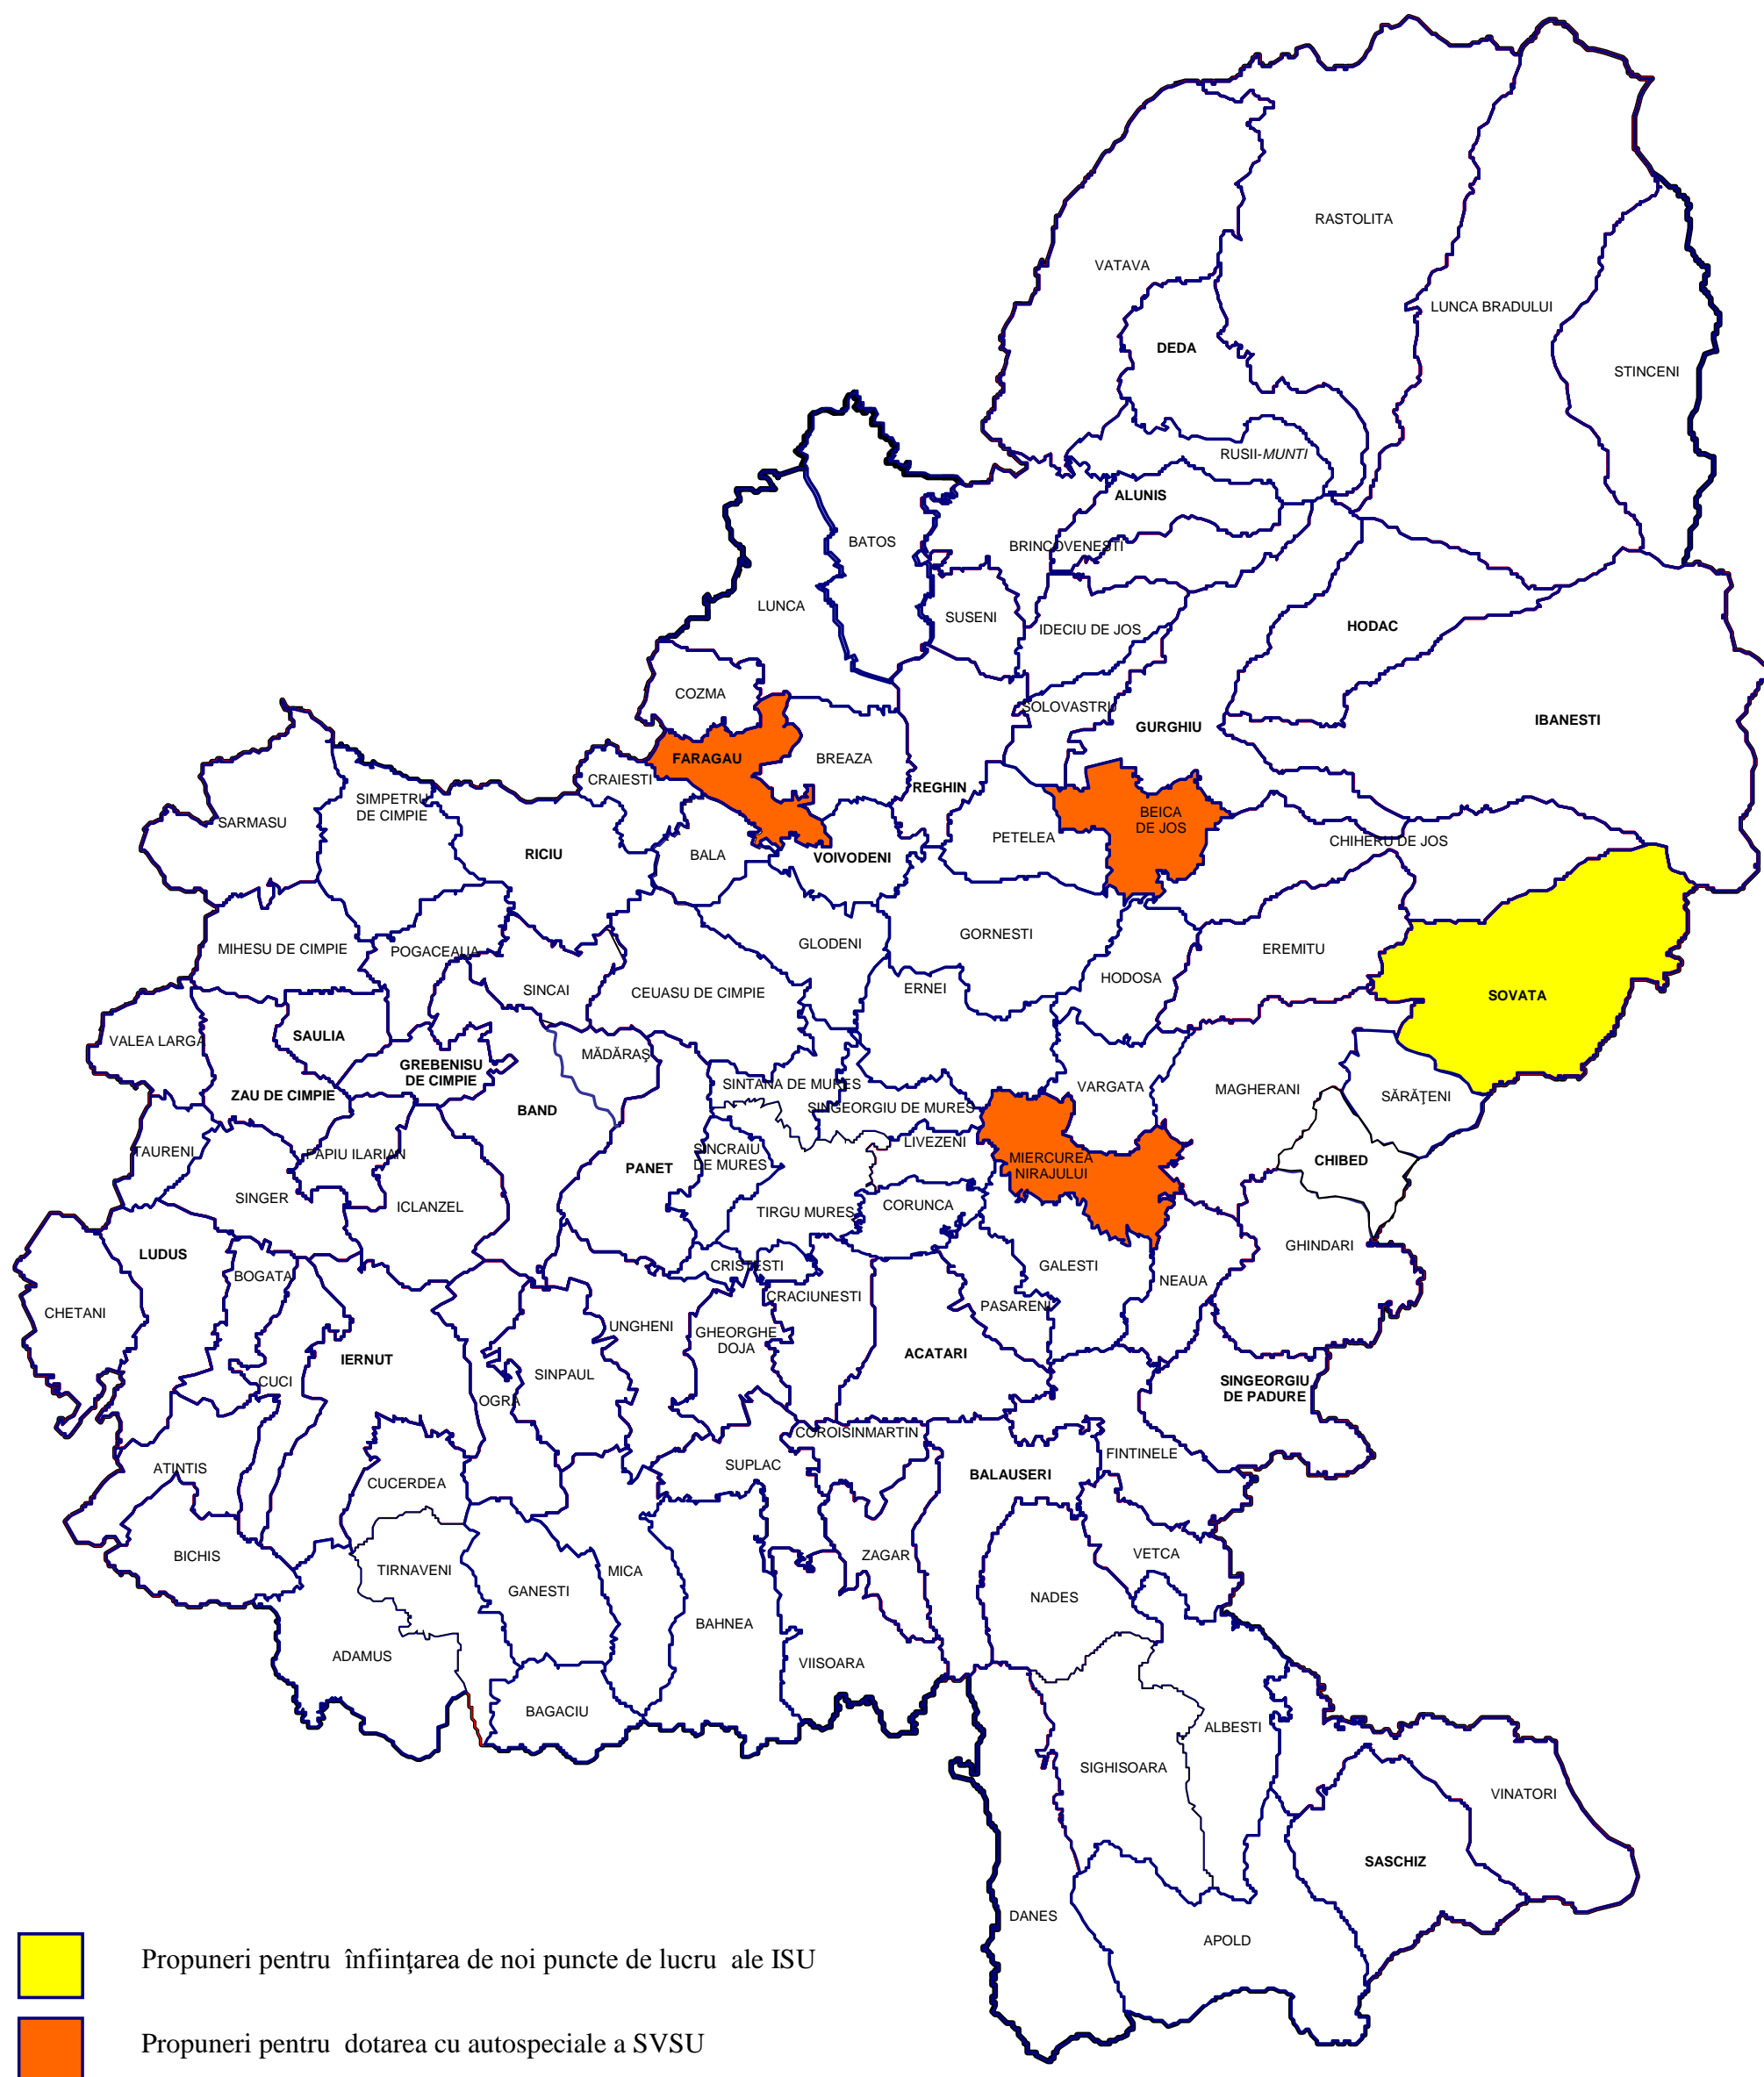 RASTOLITA
VATAVA
LUNCA BRADULUI
DEDA
STINCENI
RUSII-MUNTI
ALUNIS
BATOS
BRINCOVENESTI
LUNCA
SUSENI
IDECIU DE JOS
HODAC
COZMA
SOLOVASTRU
GURGHIU
IBANESTI
FARAGAU
BREAZA
CRAIESTI
REGHIN
SIMPETRU
DE CIMPIE
SARMASU
BEICA
DE JOS
PETELEA
CHIHERU DE JOS
RICIU
BALA
VOIVODENI
MIHESU DE CIMPIE
POGACEAUA
GLODENI
GORNESTI
EREMITU
HODOSA
SINCAI
CEUASU DE CIMPIE
ERNEI
SOVATA
VALEA LARGA
SAULIA
MĂDĂRAŞ
GREBENISU
DE CIMPIE
ZAU DE CIMPIE
BAND
SINTANA DE MURES
VARGATA
MAGHERANI
SĂRĂŢENI
SINGEORGIU DE MURES
LIVEZENI
TAURENI
PAPIU ILARIAN
SINCRAIU
DE MURES
PANET
MIERCUREA
NIRAJULUI
CHIBED
SINGER
ICLANZEL
TIRGU MURES
CORUNCA
LUDUS
GHINDARI
BOGATA
CRISTESTI
GALESTI
NEAUA
CHETANI
CRACIUNESTI
PASARENI
UNGHENI
GHEORGHE
DOJA
IERNUT
ACATARI
SINPAUL
CUCI
SINGEORGIU
DE PADURE
OGRA
COROISINMARTIN
ATINTIS
CUCERDEA
SUPLAC
BALAUSERI
FINTINELE
BICHIS
TIRNAVENI
GANESTI
MICA
ZAGAR
VETCA
NADES
BAHNEA
ADAMUS
VIISOARA
BAGACIU
ALBESTI
SIGHISOARA
VINATORI
SASCHIZ
DANES
APOLD
Propuneri pentru înfiinţarea de noi puncte de lucru ale ISU
Propuneri pentru dotarea cu autospeciale a SVSU